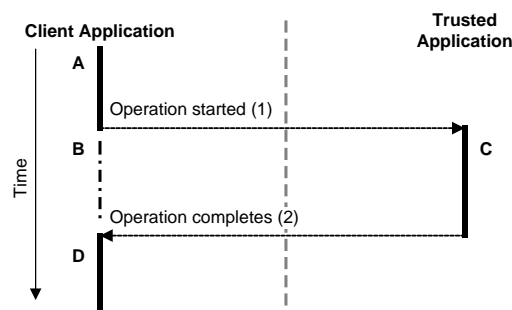 Trusted
Client Application
Application
A
Operation started (1)
B
C
Time
Operation completes (2)
D